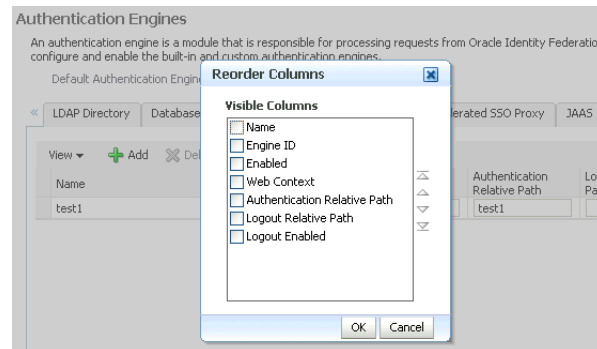 Authentication Engines
An authentication engine is a module that is responsible for processing requests from Oracle Identity Federatio
configure and enable the built-in and custom authentication engines.
Default Authentication Engin
Reorder Columns
Visible Columns
Name
Engine ID
Enabled
Web Context
Authentication Relative Path
Logout Relative Path
Logout Enabled
OK
Cancel
« LDAP Directory
Database
erated SSO Proxy
JAAS
View
Add
Del
Name
Authentication
Relative Path
Lo
Pa
test1
test1